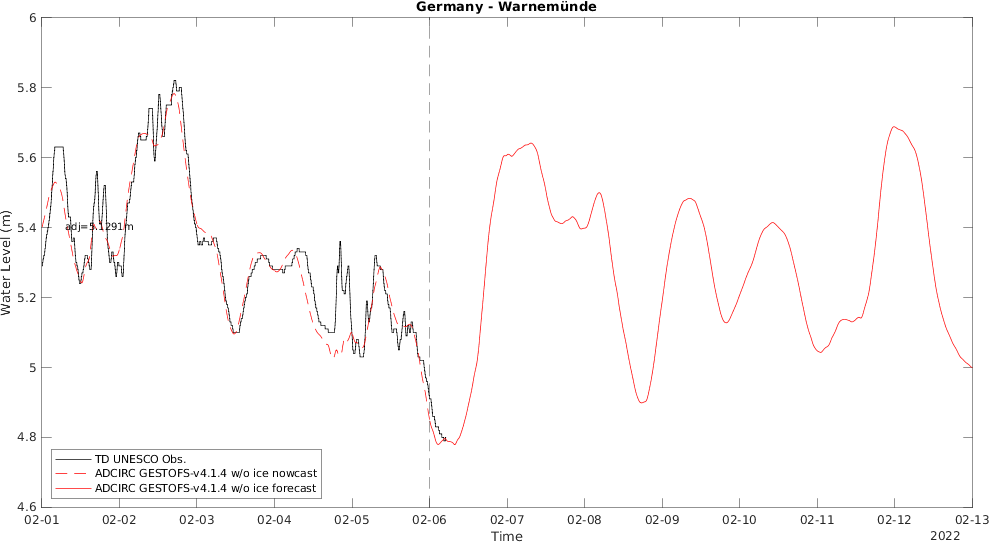 Germany - Warnemünde
6
5.8
5.6
5.4
5.2
5
4.8
4.6
Water Level (m)
adj=5.1291m
TD UNESCO Obs.
ADCIRC GESTOFS-v4.1.4 w/o ice nowcast
ADCIRC GESTOFS-v4.1.4 w/o ice forecast
02-01 02-02 02-03 02-04 02-05 02-06 02-07 02-08 02-09 02-10 02-11 02-12 02-13
Time
2022